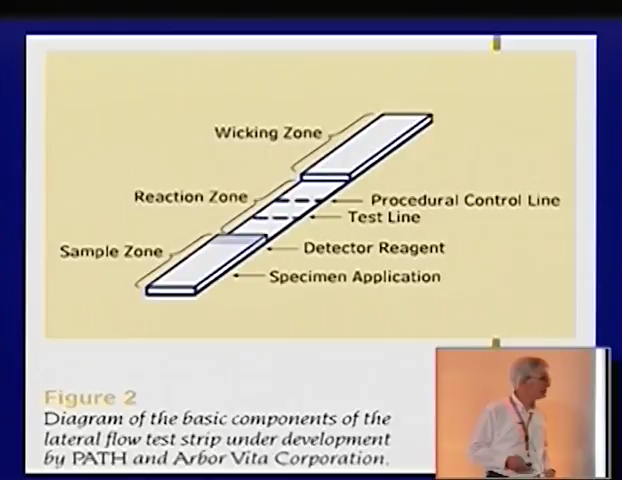 Wicking Zone
Reaction Zone
Procedural Control Line
Test Line
Sample Zone
Detector Reagent
Specimen Application
Figure 2
Diagram of the basic components of the
lateral flow test strip under development
by PATH and Arbor Vita Corporation.